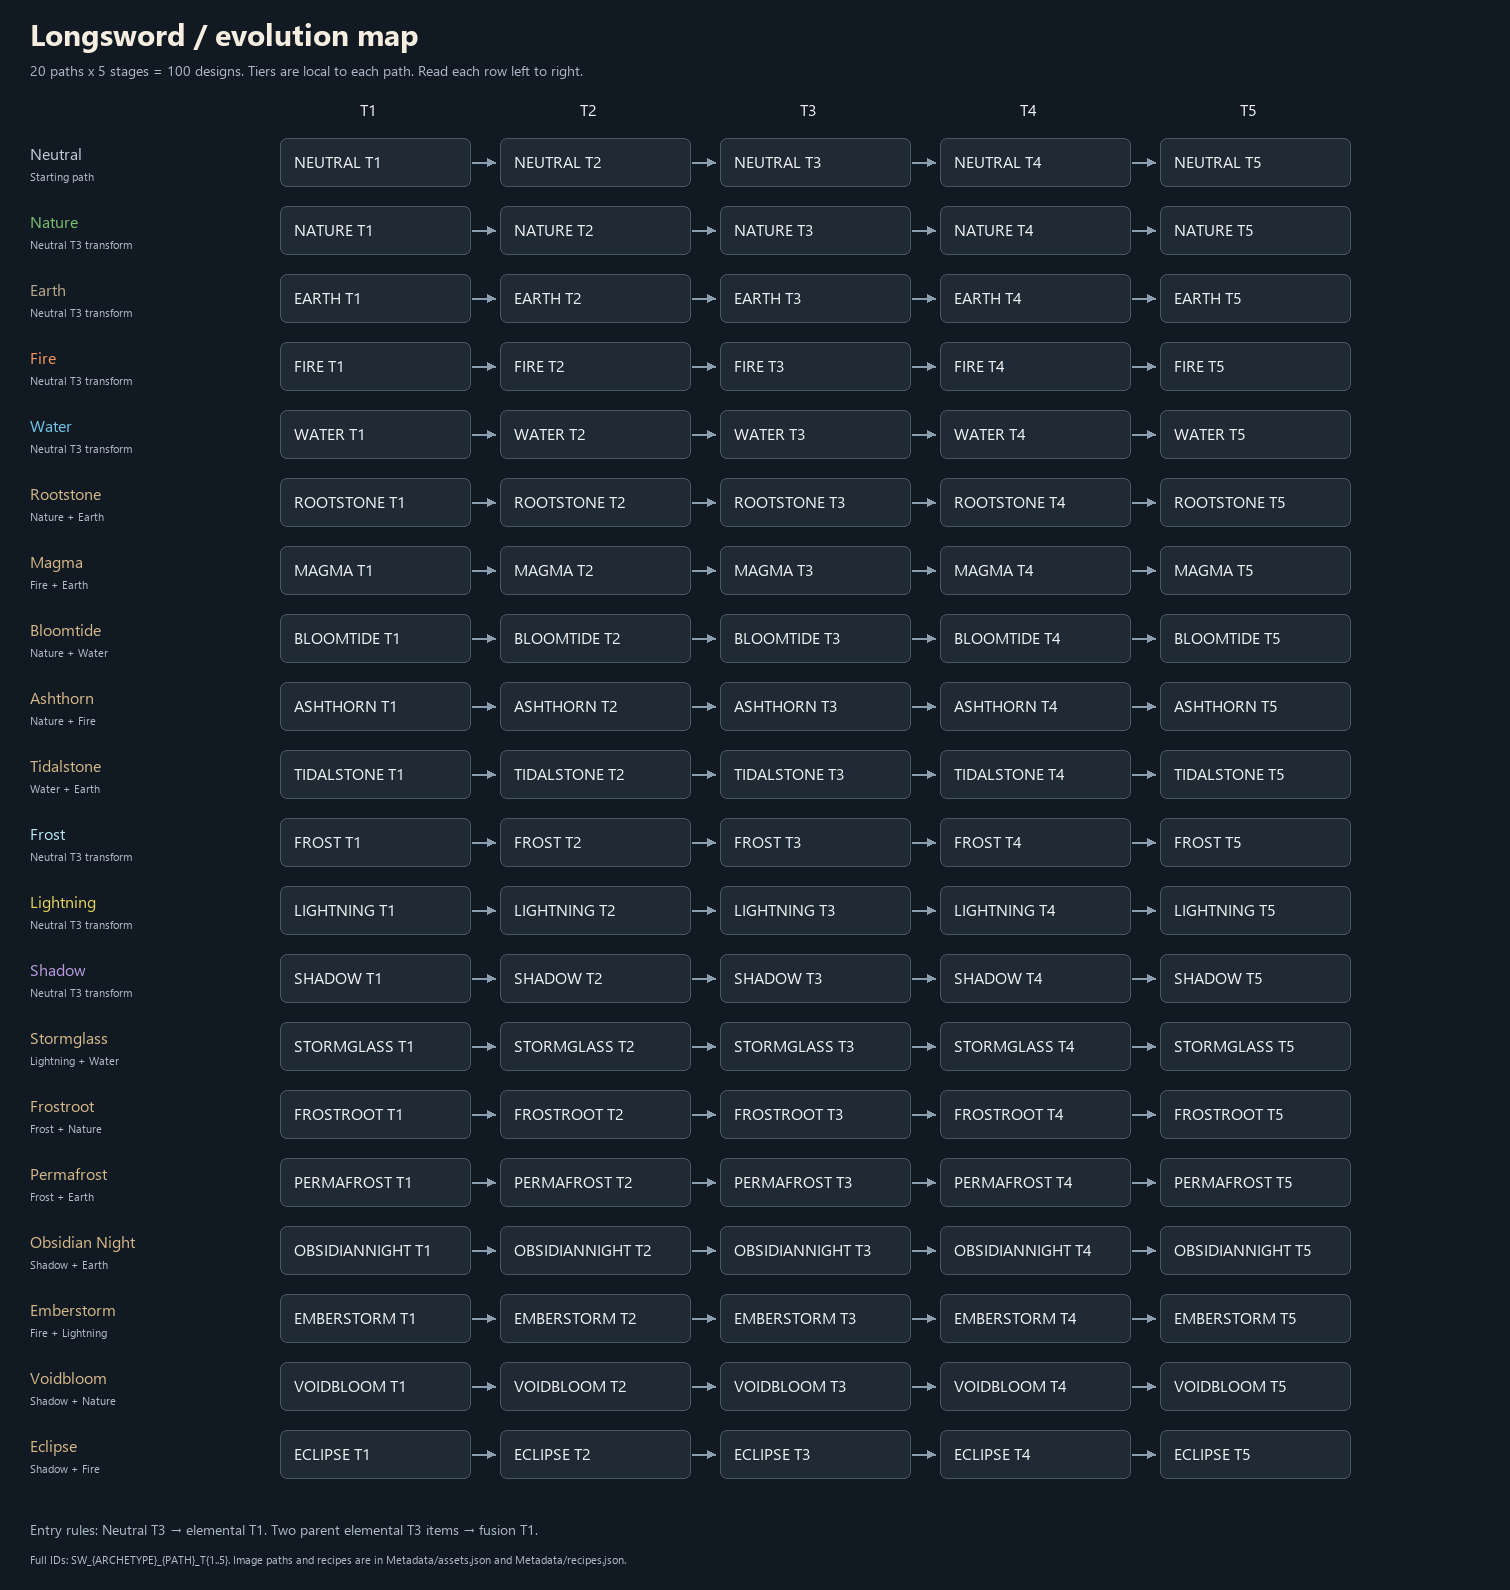 Longsword / evolution map
20 paths x 5 stages = 100 designs. Tiers are local to each path. Read each row left to right.
T1 T2 T3 T4 T5
Neutral
NEUTRAL T1 NEUTRAL T2 NEUTRAL T3 NEUTRAL T4 NEUTRAL T5
Starting path
Nature
NATURE T1 NATURE T2 NATURE T3 NATURE T4 NATURE T5
Neutral T3 transform
Earth
EARTH T1 EARTH T2 EARTH T3 EARTH T4 EARTH T5
Neutral T3 transform
Fire
FIRE T1 FIRE T2 FIRE T3 FIRE T4 FIRE T5
Neutral T3 transform
Water
WATER T1 WATER T2 WATER T3 WATER T4 WATER T5
Neutral T3 transform
Rootstone
ROOTSTONE T1 ROOTSTONE T2 ROOTSTONE T3 ROOTSTONE T4 ROOTSTONE T5
Nature + Earth
Magma
MAGMA T1 MAGMA T2 MAGMA T3 MAGMA T4 MAGMA T5
Fire + Earth
Bloomtide
BLOOMTIDE T1 BLOOMTIDE T2 BLOOMTIDE T3 BLOOMTIDE T4 BLOOMTIDE T5
Nature + Water
Ashthorn
ASHTHORN T1 ASHTHORN T2 ASHTHORN T3 ASHTHORN T4 ASHTHORN T5
Nature + Fire
Tidalstone
TIDALSTONE T1 TIDALSTONE T2 TIDALSTONE T3 TIDALSTONE T4 TIDALSTONE T5
Water + Earth
Frost
FROST T1 FROST T2 FROST T3 FROST T4 FROST T5
Neutral T3 transform
Lightning
LIGHTNING T1 LIGHTNING T2 LIGHTNING T3 LIGHTNING T4 LIGHTNING T5
Neutral T3 transform
Shadow
SHADOW T1 SHADOW T2 SHADOW T3 SHADOW T4 SHADOW T5
Neutral T3 transform
Stormglass
STORMGLASS T1 STORMGLASS T2 STORMGLASS T3 STORMGLASS T4 STORMGLASS T5
Lightning + Water
Frostroot
FROSTROOT T1 FROSTROOT T2 FROSTROOT T3 FROSTROOT T4 FROSTROOT T5
Frost + Nature
Permafrost
PERMAFROST T1 PERMAFROST T2 PERMAFROST T3 PERMAFROST T4 PERMAFROST T5
Frost + Earth
Obsidian Night
OBSIDIANNIGHT T1 OBSIDIANNIGHT T2 OBSIDIANNIGHT T3 OBSIDIANNIGHT T4 OBSIDIANNIGHT T5
Shadow + Earth
Emberstorm
EMBERSTORM T1 EMBERSTORM T2 EMBERSTORM T3 EMBERSTORM T4 EMBERSTORM T5
Fire + Lightning
Voidbloom
VOIDBLOOM T1 VOIDBLOOM T2 VOIDBLOOM T3 VOIDBLOOM T4 VOIDBLOOM T5
Shadow + Nature
Eclipse
ECLIPSE T1 ECLIPSE T2 ECLIPSE T3 ECLIPSE T4 ECLIPSE T5
Shadow + Fire
Entry rules: Neutral T3 → elemental T1. Two parent elemental T3 items → fusion T1.
Full IDs: SW_{ARCHETYPE}_{PATH}_T{1..5}. Image paths and recipes are in Metadata/assets.json and Metadata/recipes.json.